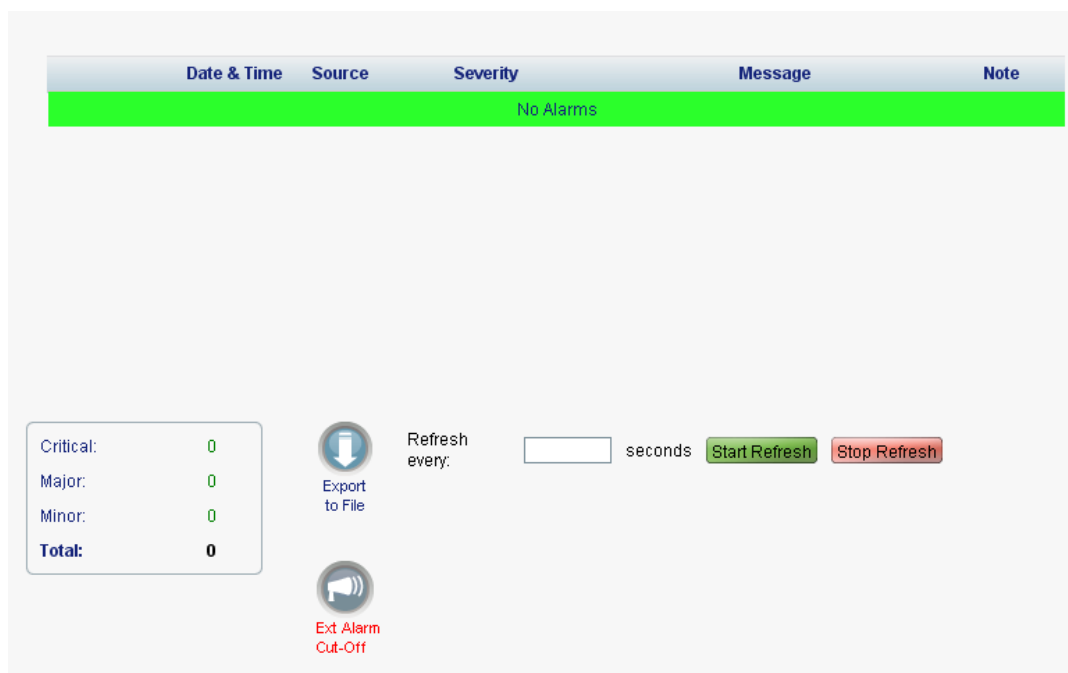 Date & Time Source Severity Message Note
No Alarms
Critical: 0
Major: 0
Minor: 0
Total: 0
Export
to File
Ext Alarm
Cut-Off
Refresh
every:
seconds Start Refresh Stop Refresh